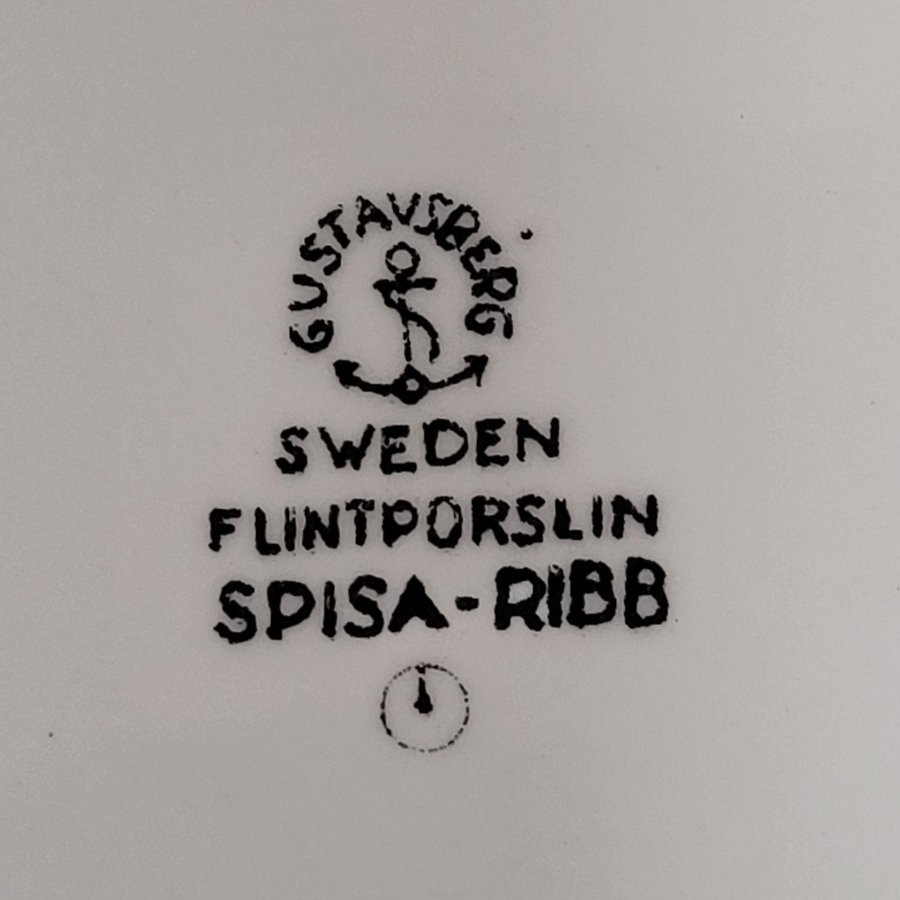 GUSTAVSBERG
SWEDEN
FLINTPORSLIN
SPISA-RIBB